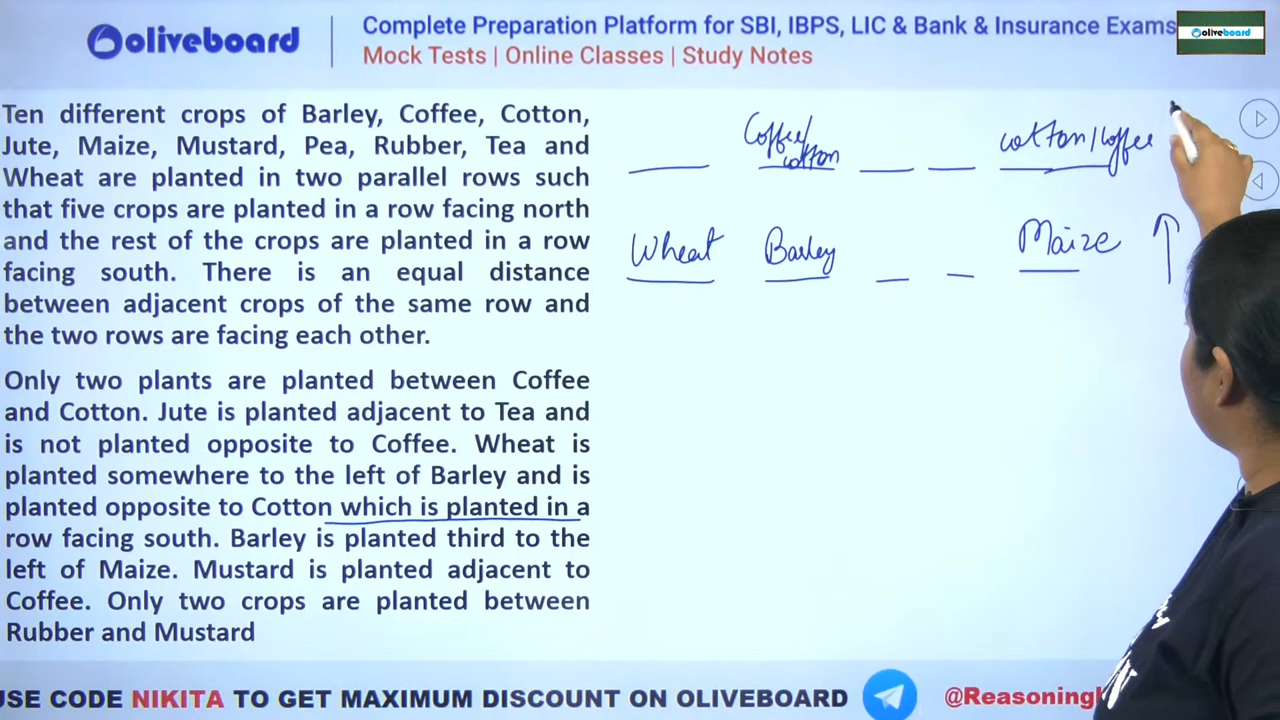 oliveboard
Complete Preparation Platform for SBI, IBPS, LIC & Bank & Insurance Exams
Mock Tests | Online Classes | Study Notes
oliveboard
Ten different crops of Barley, Coffee, Cotton,
Jute, Maize, Mustard, Pea, Rubber, Tea and
Wheat are planted in two parallel rows such
that five crops are planted in a row facing north
and the rest of the crops are planted in a row
facing south. There is an equal distance
between adjacent crops of the same row and
the two rows are facing each other.
Only two plants are planted between Coffee
and Cotton. Jute is planted adjacent to Tea and
is not planted opposite to Coffee. Wheat is
planted somewhere to the left of Barley and is
planted opposite to Cotton which is planted in a
row facing south. Barley is planted third to the
left of Maize. Mustard is planted adjacent to
Coffee. Only two crops are planted between
Rubber and Mustard
Coffee/
cotton
cotton/Coffee
Wheat Barley Maize
USE CODE NIKITA TO GET MAXIMUM DISCOUNT ON OLIVEBOARD